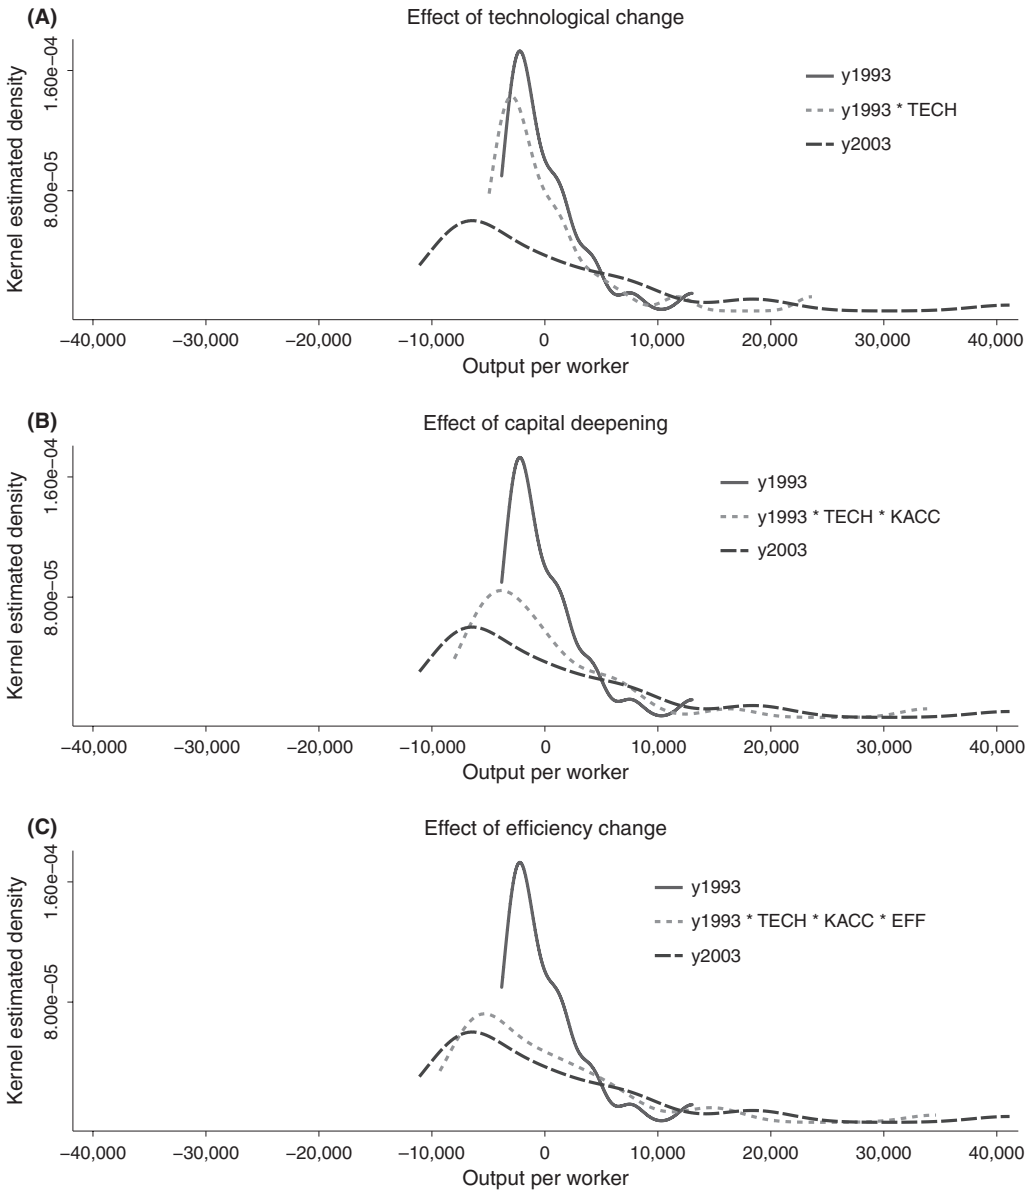 (A)
Effect of technological change
Kernel estimated density
1.60e−04
8.00e−05
y1993
y1993 * TECH
y2003
−40,000 −30,000 −20,000 −10,000 0 10,000 20,000 30,000 40,000
Output per worker
(B)
Effect of capital deepening
Kernel estimated density
1.60e−04
8.00e−05
y1993
y1993 * TECH * KACC
y2003
−40,000 −30,000 −20,000 −10,000 0 10,000 20,000 30,000 40,000
Output per worker
(C)
Effect of efficiency change
Kernel estimated density
1.60e−04
8.00e−05
y1993
y1993 * TECH * KACC * EFF
y2003
−40,000 −30,000 −20,000 −10,000 0 10,000 20,000 30,000 40,000
Output per worker